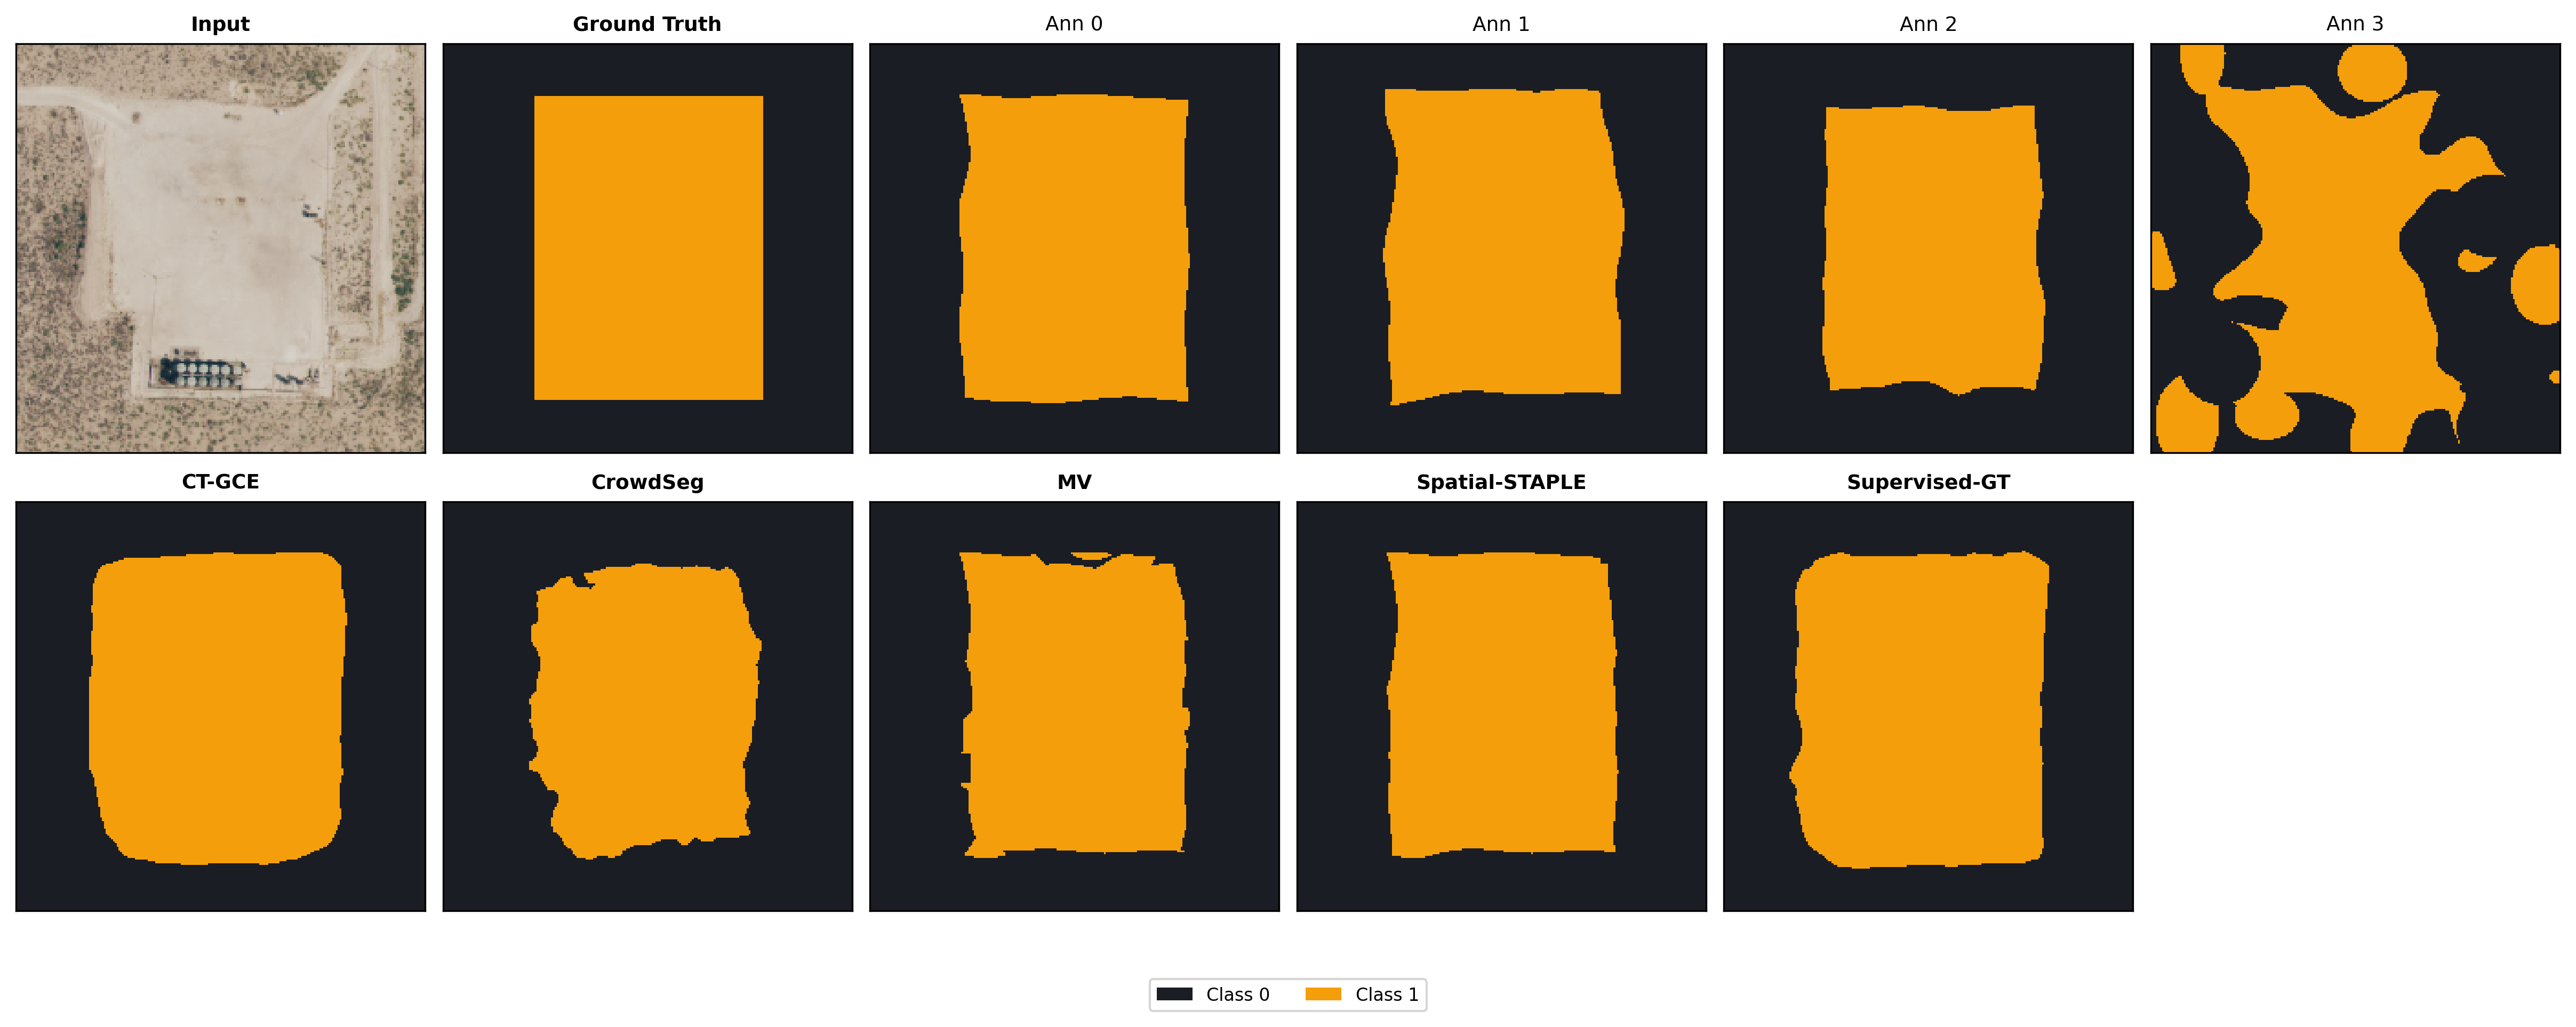 Input Ground Truth Ann 0 Ann 1 Ann 2 Ann 3
CT-GCE CrowdSeg MV Spatial-STAPLE Supervised-GT
Class 0 Class 1